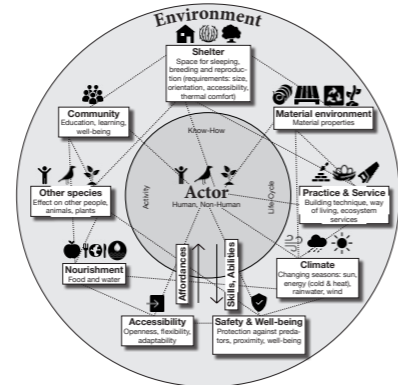 Environment
Shelter
Space for sleeping,
breeding and reproduc-
tion (requirements: size,
orientation, accessibility,
thermal comfort)
Community
Education, learning,
well-being
Material environment
Material properties
Know-How
Other species
Effect on other people,
animals, plants
Activity
Actor
Human, Non-Human
Life-Cycle
Practice & Service
Building technique, way
of living, ecosystem
services
Nourishment
Food and water
Affordances
Skills, Abilities
Climate
Changing seasons: sun,
energy (cold & heat),
rainwater, wind
Accessibility
Openness, flexibility,
adaptability
Safety & Well-being
Protection against preda-
tors, proximity, well-being